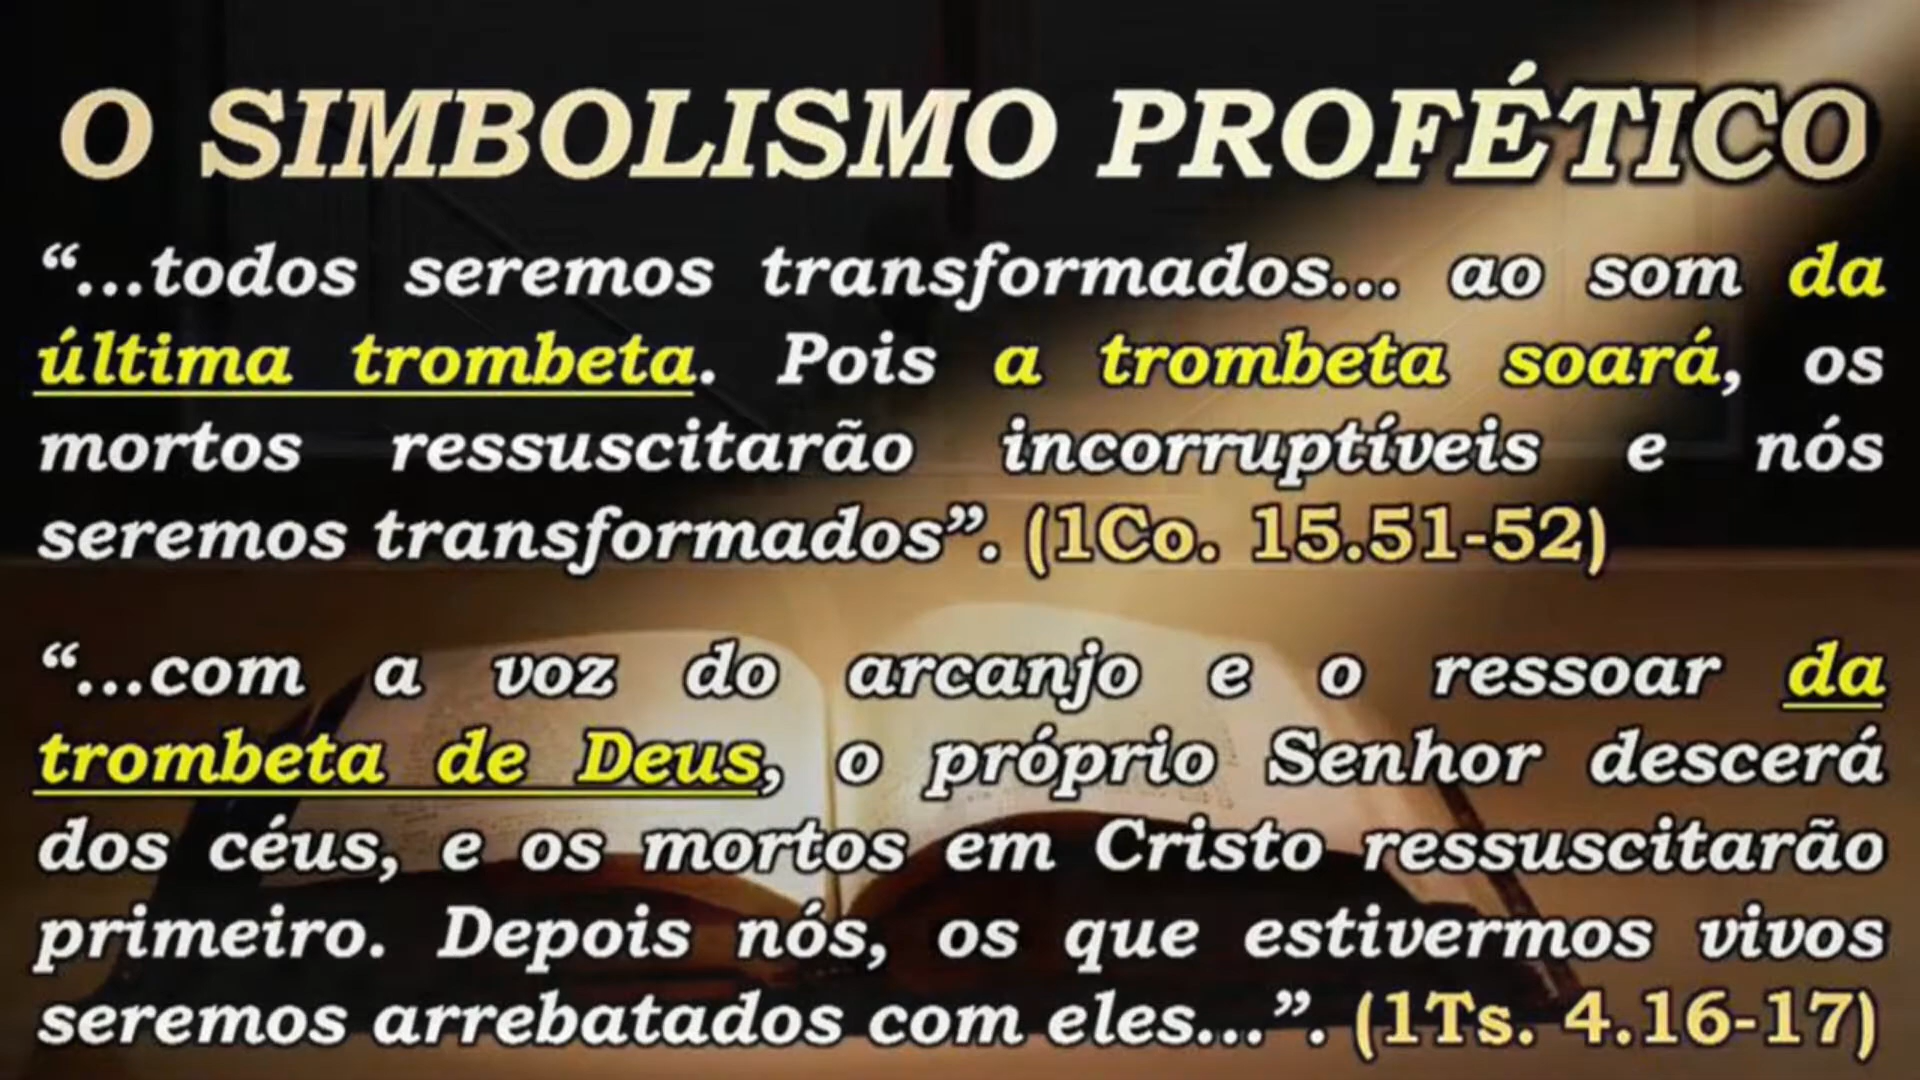 O SIMBOLISMO PROFÉTICO
“...todos seremos transformados... ao som da
última trombeta. Pois a trombeta soará, os
mortos ressuscitarão incorruptíveis e nós
seremos transformados”. (1Co. 15.51-52)
“...com a voz do arcanjo e o ressoar da
trombeta de Deus, o próprio Senhor descerá
dos céus, e os mortos em Cristo ressuscitarão
primeiro. Depois nós, os que estivermos vivos
seremos arrebatados com eles...”. (1Ts. 4.16-17)